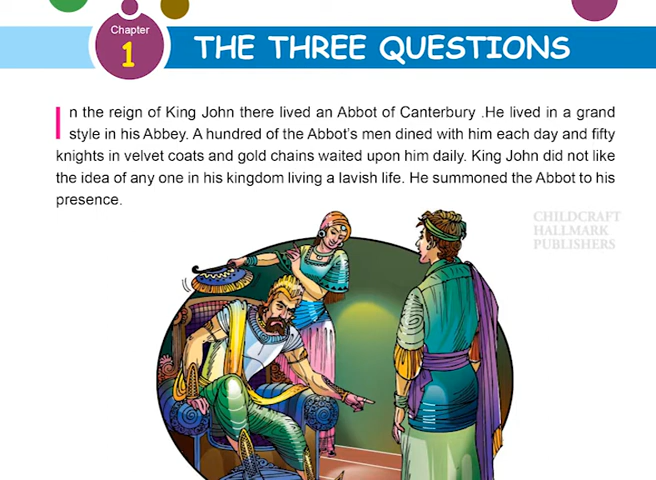 Chapter
1
THE THREE QUESTIONS
In the reign of King John there lived an Abbot of Canterbury .He lived in a grand
style in his Abbey. A hundred of the Abbot's men dined with him each day and fifty
knights in velvet coats and gold chains waited upon him daily. King John did not like
the idea of any one in his kingdom living a lavish life. He summoned the Abbot to his
presence.
CHILDCRAFT
HALLMARK
PUBLISHERS